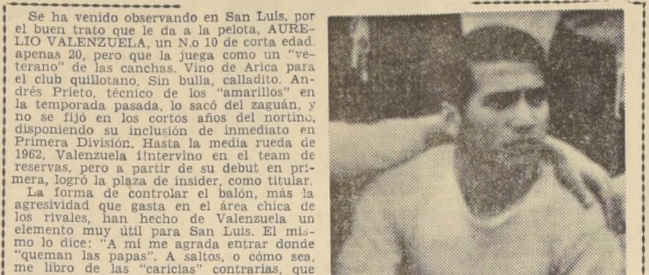 Se ha venido observando en San Luis, por
el buen trato que le da a la pelota, AURE-
LIO VALENZUELA, un N.o 10 de corta edad,
apenas 20, pero que la juega como un "ve-
terano" de las canchas. Vino de Arica para
el club quillotano. Sin bulla, calladito. An-
drés Prieto, técnico de los "amarillos" en
la temporada pasada, lo sacó del zaguán, y
no se fijó en los cortos años del nortino,
disponiendo su inclusión de inmediato en
Primera División. Hasta la media rueda de
1962, Valenzuela intervino en el team de
reservas, pero a partir de su debut en pri-
mera, logró la plaza de insider, como titular.
La forma de controlar el balón, más la
agresividad que gasta en el área chica de
los rivales, han hecho de Valenzuela un
elemento muy útil para San Luis. El mis-
mo lo dice: "A mí me agrada entrar donde
"queman las papas". A saltos, o cómo sea,
me libro de las "caricias" contrarias, que